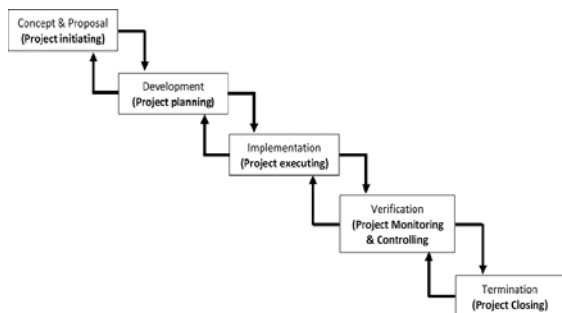 Concept & Proposal
(Project initiating)
Development
(Project planning)
Implementation
(Project executing)
Verification
(Project Monitoring
& Controlling
Termination
(Project Closing)